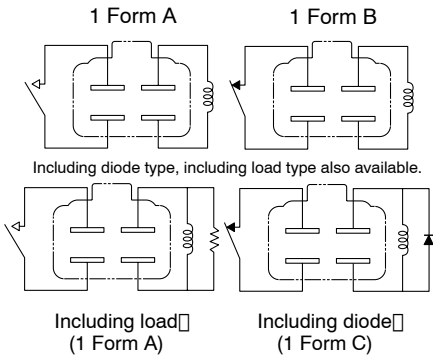 1 Form A
1 Form B
Including diode type, including load type also available.
Including load▯
(1 Form A)
Including diode▯
(1 Form C)